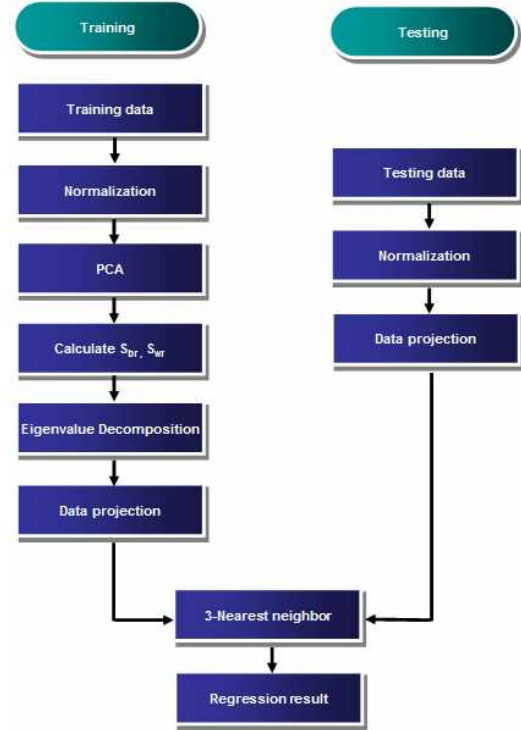 Training
Testing
Training data
Normalization
PCA
Calculate Sbr, Swr
Eigenvalue Decomposition
Data projection
Testing data
Normalization
Data projection
3-Nearest neighbor
Regression result